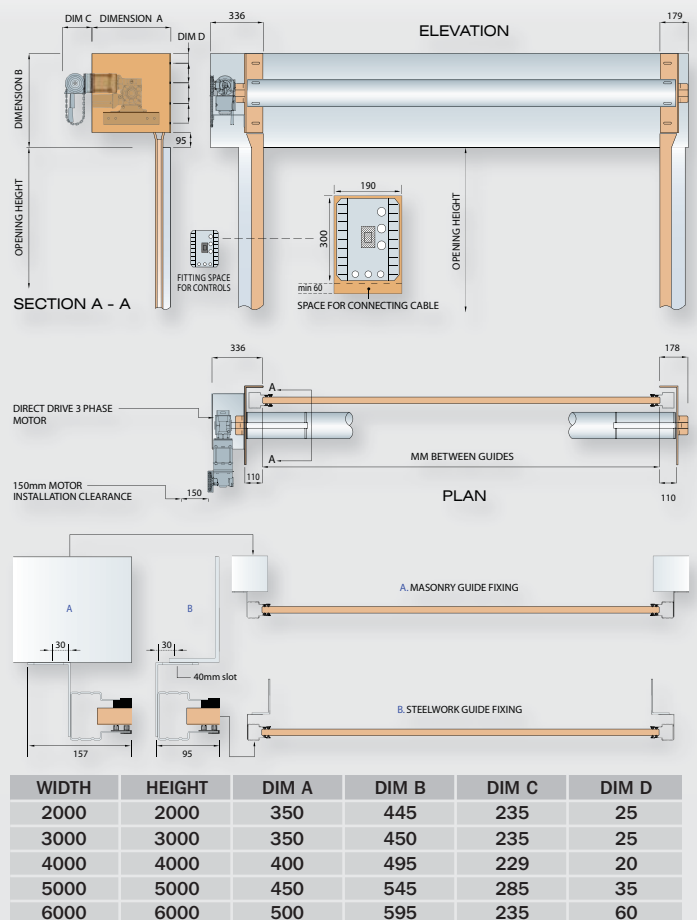 DIM C
DIMENSION A
DIM D
336
ELEVATION
179
DIMENSION B
95
OPENING HEIGHT
OPENING HEIGHT
190
300
min 60
FITTING SPACE
FOR CONTROLS
SPACE FOR CONNECTING CABLE
SECTION A - A
336
178
A
A
DIRECT DRIVE 3 PHASE
MOTOR
MM BETWEEN GUIDES
110
110
150mm MOTOR
INSTALLATION CLEARANCE
150
PLAN
A
B
A. MASONRY GUIDE FIXING
30
30
40mm slot
B. STEELWORK GUIDE FIXING
157
95
WIDTH HEIGHT DIM A DIM B DIM C DIM D
2000 2000 350 445 235 25
3000 3000 350 450 235 25
4000 4000 400 495 229 20
5000 5000 450 545 285 35
6000 6000 500 595 235 60